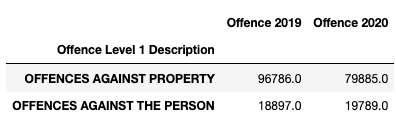 Offence 2019 Offence 2020
Offence Level 1 Description
OFFENCES AGAINST PROPERTY 96786.0 79885.0
OFFENCES AGAINST THE PERSON 18897.0 19789.0